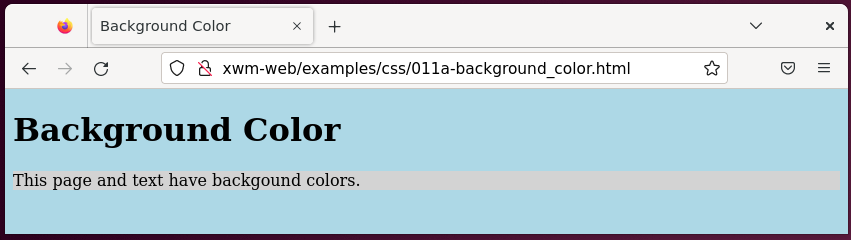 Background Color
xwm-web/examples/css/011a-background_color.html
Background Color
This page and text have backgound colors.